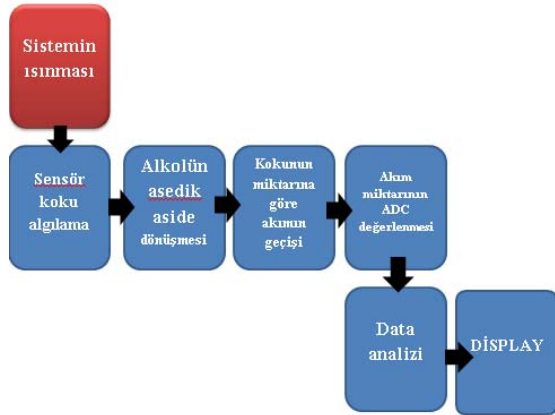 Sistemin
ısınması
Sensör
koku
algılama
Alkolün
asedik
aside
dönüşmesi
Kokunun
miktarına
göre
akımın
geçişi
Akım
miktarının
ADC
değerlenmesi
Data
analizi
DİSPLAY